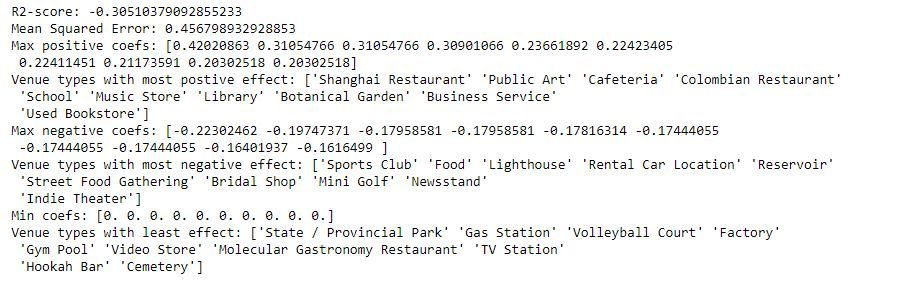 R2-score: -0.30510379092855233
Mean Squared Error: 0.456798932928853
Max positive coefs: [0.42020863 0.31054766 0.31054766 0.30901066 0.23661892 0.22423405
 0.22411451 0.21173591 0.20302518 0.20302518]
Venue types with most postive effect: ['Shanghai Restaurant' 'Public Art' 'Cafeteria' 'Colombian Restaurant'
 'School' 'Music Store' 'Library' 'Botanical Garden' 'Business Service'
 'Used Bookstore']
Max negative coefs: [-0.22302462 -0.19747371 -0.17958581 -0.17958581 -0.17816314 -0.17444055
 -0.17444055 -0.17444055 -0.16401937 -0.1616499 ]
Venue types with most negative effect: ['Sports Club' 'Food' 'Lighthouse' 'Rental Car Location' 'Reservoir'
 'Street Food Gathering' 'Bridal Shop' 'Mini Golf' 'Newsstand'
 'Indie Theater']
Min coefs: [0. 0. 0. 0. 0. 0. 0. 0. 0. 0.]
Venue types with least effect: ['State / Provincial Park' 'Gas Station' 'Volleyball Court' 'Factory'
 'Gym Pool' 'Video Store' 'Molecular Gastronomy Restaurant' 'TV Station'
 'Hookah Bar' 'Cemetery']